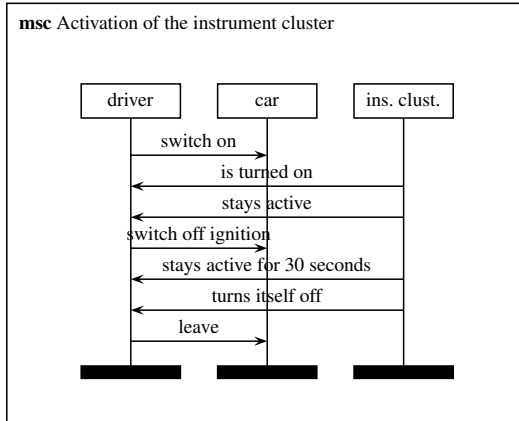 msc Activation of the instrument cluster
driver car ins. clust.
switch on
is turned on
stays active
switch off ignition
stays active for 30 seconds
turns itself off
leave